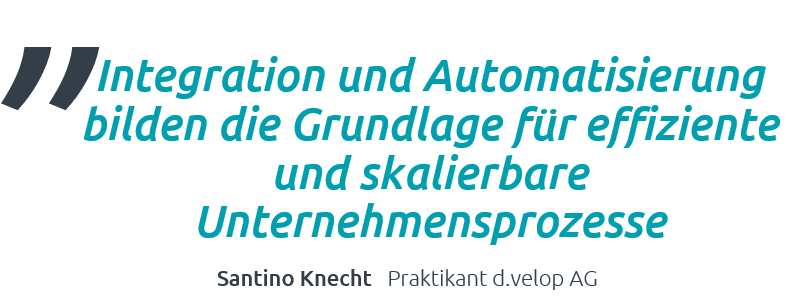 ”Integration und Automatisierung
bilden die Grundlage für effiziente
und skalierbare
Unternehmensprozesse
Santino Knecht Praktikant d.velop AG